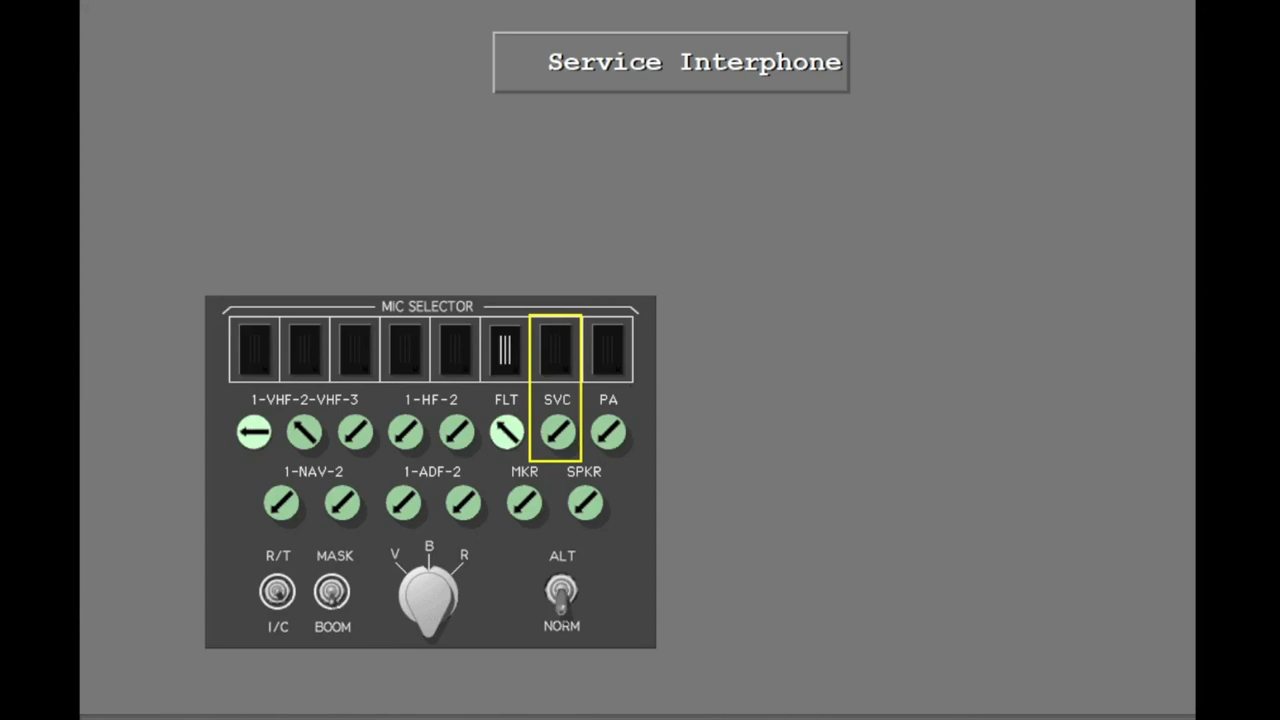 Service Interphone
MIC SELECTOR
1-VHF-2-VHF-3 1-HF-2 FLT SVC PA
1-NAV-2 1-ADF-2 MKR SPKR
R/T MASK V B R ALT
I/C BOOM NORM